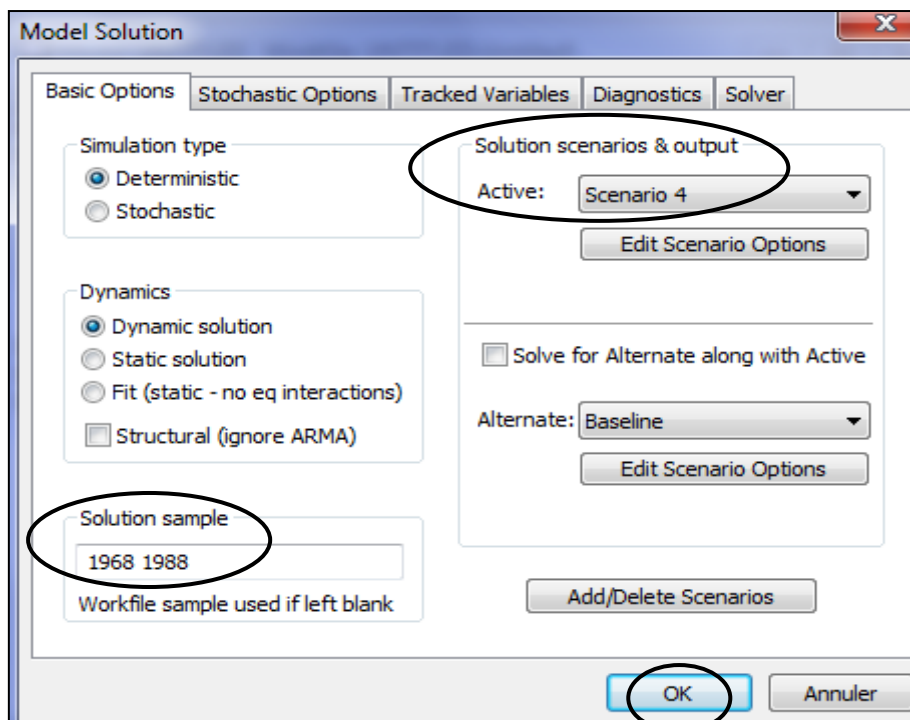 Model Solution
Basic Options
Stochastic Options
Tracked Variables
Diagnostics
Solver
Simulation type
Deterministic
Stochastic
Dynamics
Dynamic solution
Static solution
Fit (static - no eq interactions)
Structural (ignore ARMA)
Solution sample
1968 1988
Workfile sample used if left blank
Solution scenarios & output
Active: Scenario 4
Edit Scenario Options
Solve for Alternate along with Active
Alternate: Baseline
Edit Scenario Options
Add/Delete Scenarios
OK
Annuler